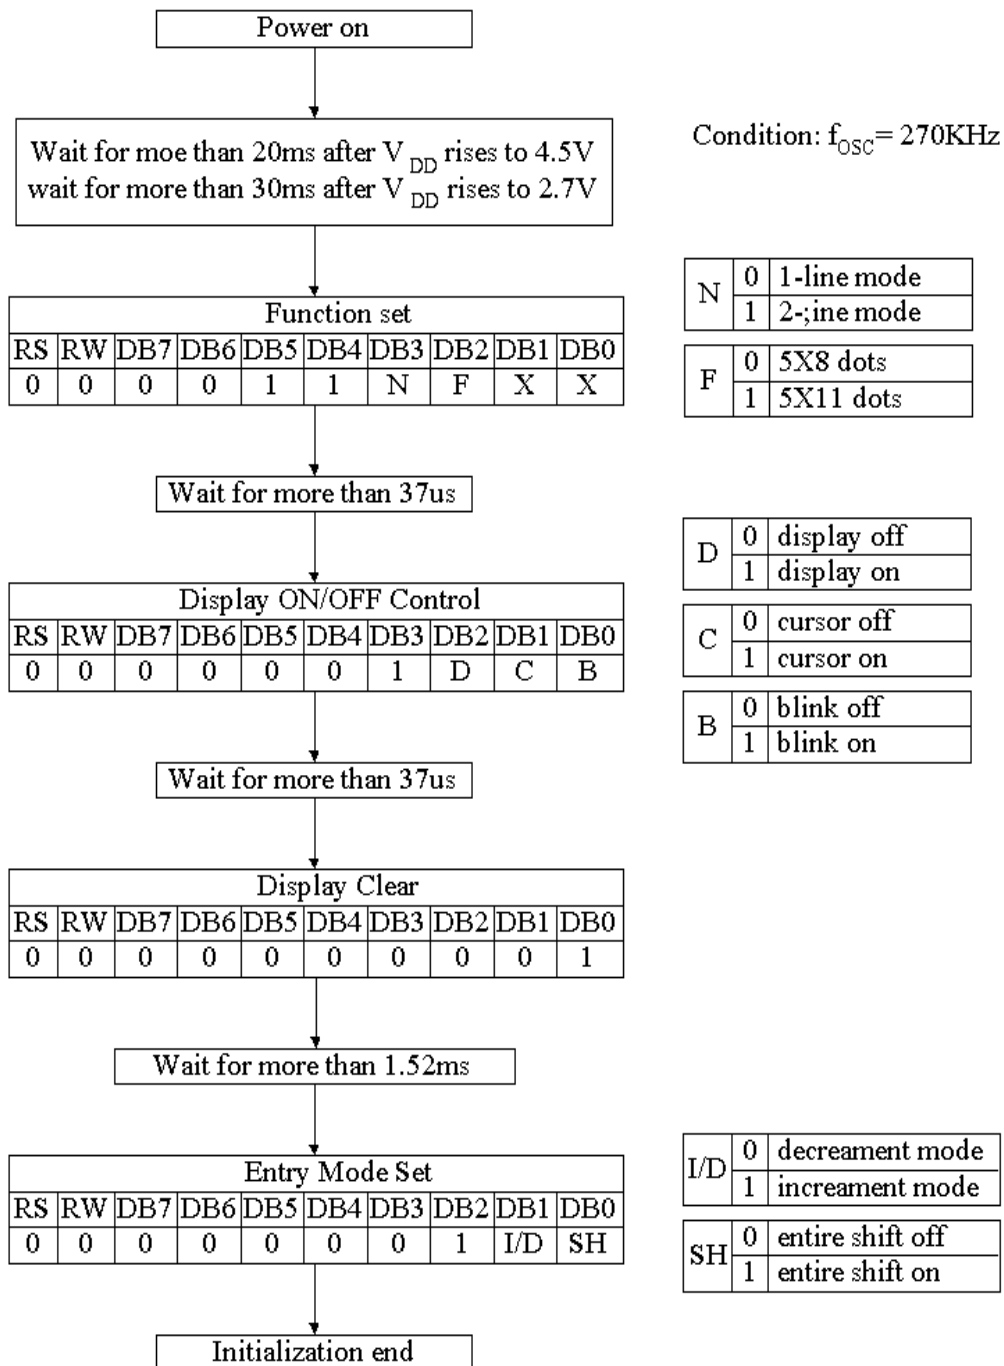 Power on
Wait for moe than 20ms after V DD rises to 4.5V
wait for more than 30ms after V DD rises to 2.7V
Condition: fOSC= 270KHz
Function set
RS RW DB7 DB6 DB5 DB4 DB3 DB2 DB1 DB0
0 0 0 0 1 1 N F X X
N 0 1-line mode
1 2-;ine mode
F 0 5X8 dots
1 5X11 dots
Wait for more than 37us
Display ON/OFF Control
RS RW DB7 DB6 DB5 DB4 DB3 DB2 DB1 DB0
0 0 0 0 0 0 1 D C B
D 0 display off
1 display on
C 0 cursor off
1 cursor on
B 0 blink off
1 blink on
Wait for more than 37us
Display Clear
RS RW DB7 DB6 DB5 DB4 DB3 DB2 DB1 DB0
0 0 0 0 0 0 0 0 0 1
Wait for more than 1.52ms
Entry Mode Set
RS RW DB7 DB6 DB5 DB4 DB3 DB2 DB1 DB0
0 0 0 0 0 0 0 1 I/D SH
I/D 0 decreament mode
1 increament mode
SH 0 entire shift off
1 entire shift on
Initialization end